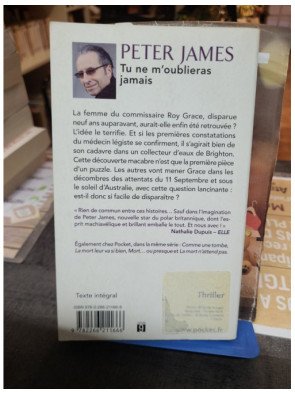 PETER JAMES
Tu ne m'oublieras
jamais
La femme du commissaire Roy Grace, disparue
neuf ans auparavant, aurait-elle enfin été retrouvée ?
L'idée le terrifie. Et si les premières constatations
du médecin légiste se confirment, il s'agirait bien de
son cadavre dans un collecteur d'eaux de Brighton.
Cette découverte macabre n'est que la première pièce
d'un puzzle. Les autres vont mener Grace dans les
décombres des attentats du 11 Septembre et sous
le soleil d'Australie, avec cette question lancinante :
est-il donc si facile de disparaître ?
« Rien de commun entre ces histoires... Sauf dans l'imagination
de Peter James, nouvelle star du polar britannique, dont l'es-
prit machiavélique et brillant emballe le tout. Et nous avec ! »
Nathalie Dupuis – ELLE
Également chez Pocket, dans la même série : Comme une tombe,
La mort leur va si bien, Mort... ou presque et La mort n'attend pas.
Texte intégral
Thriller
9 782266 211666
www.pocket.fr